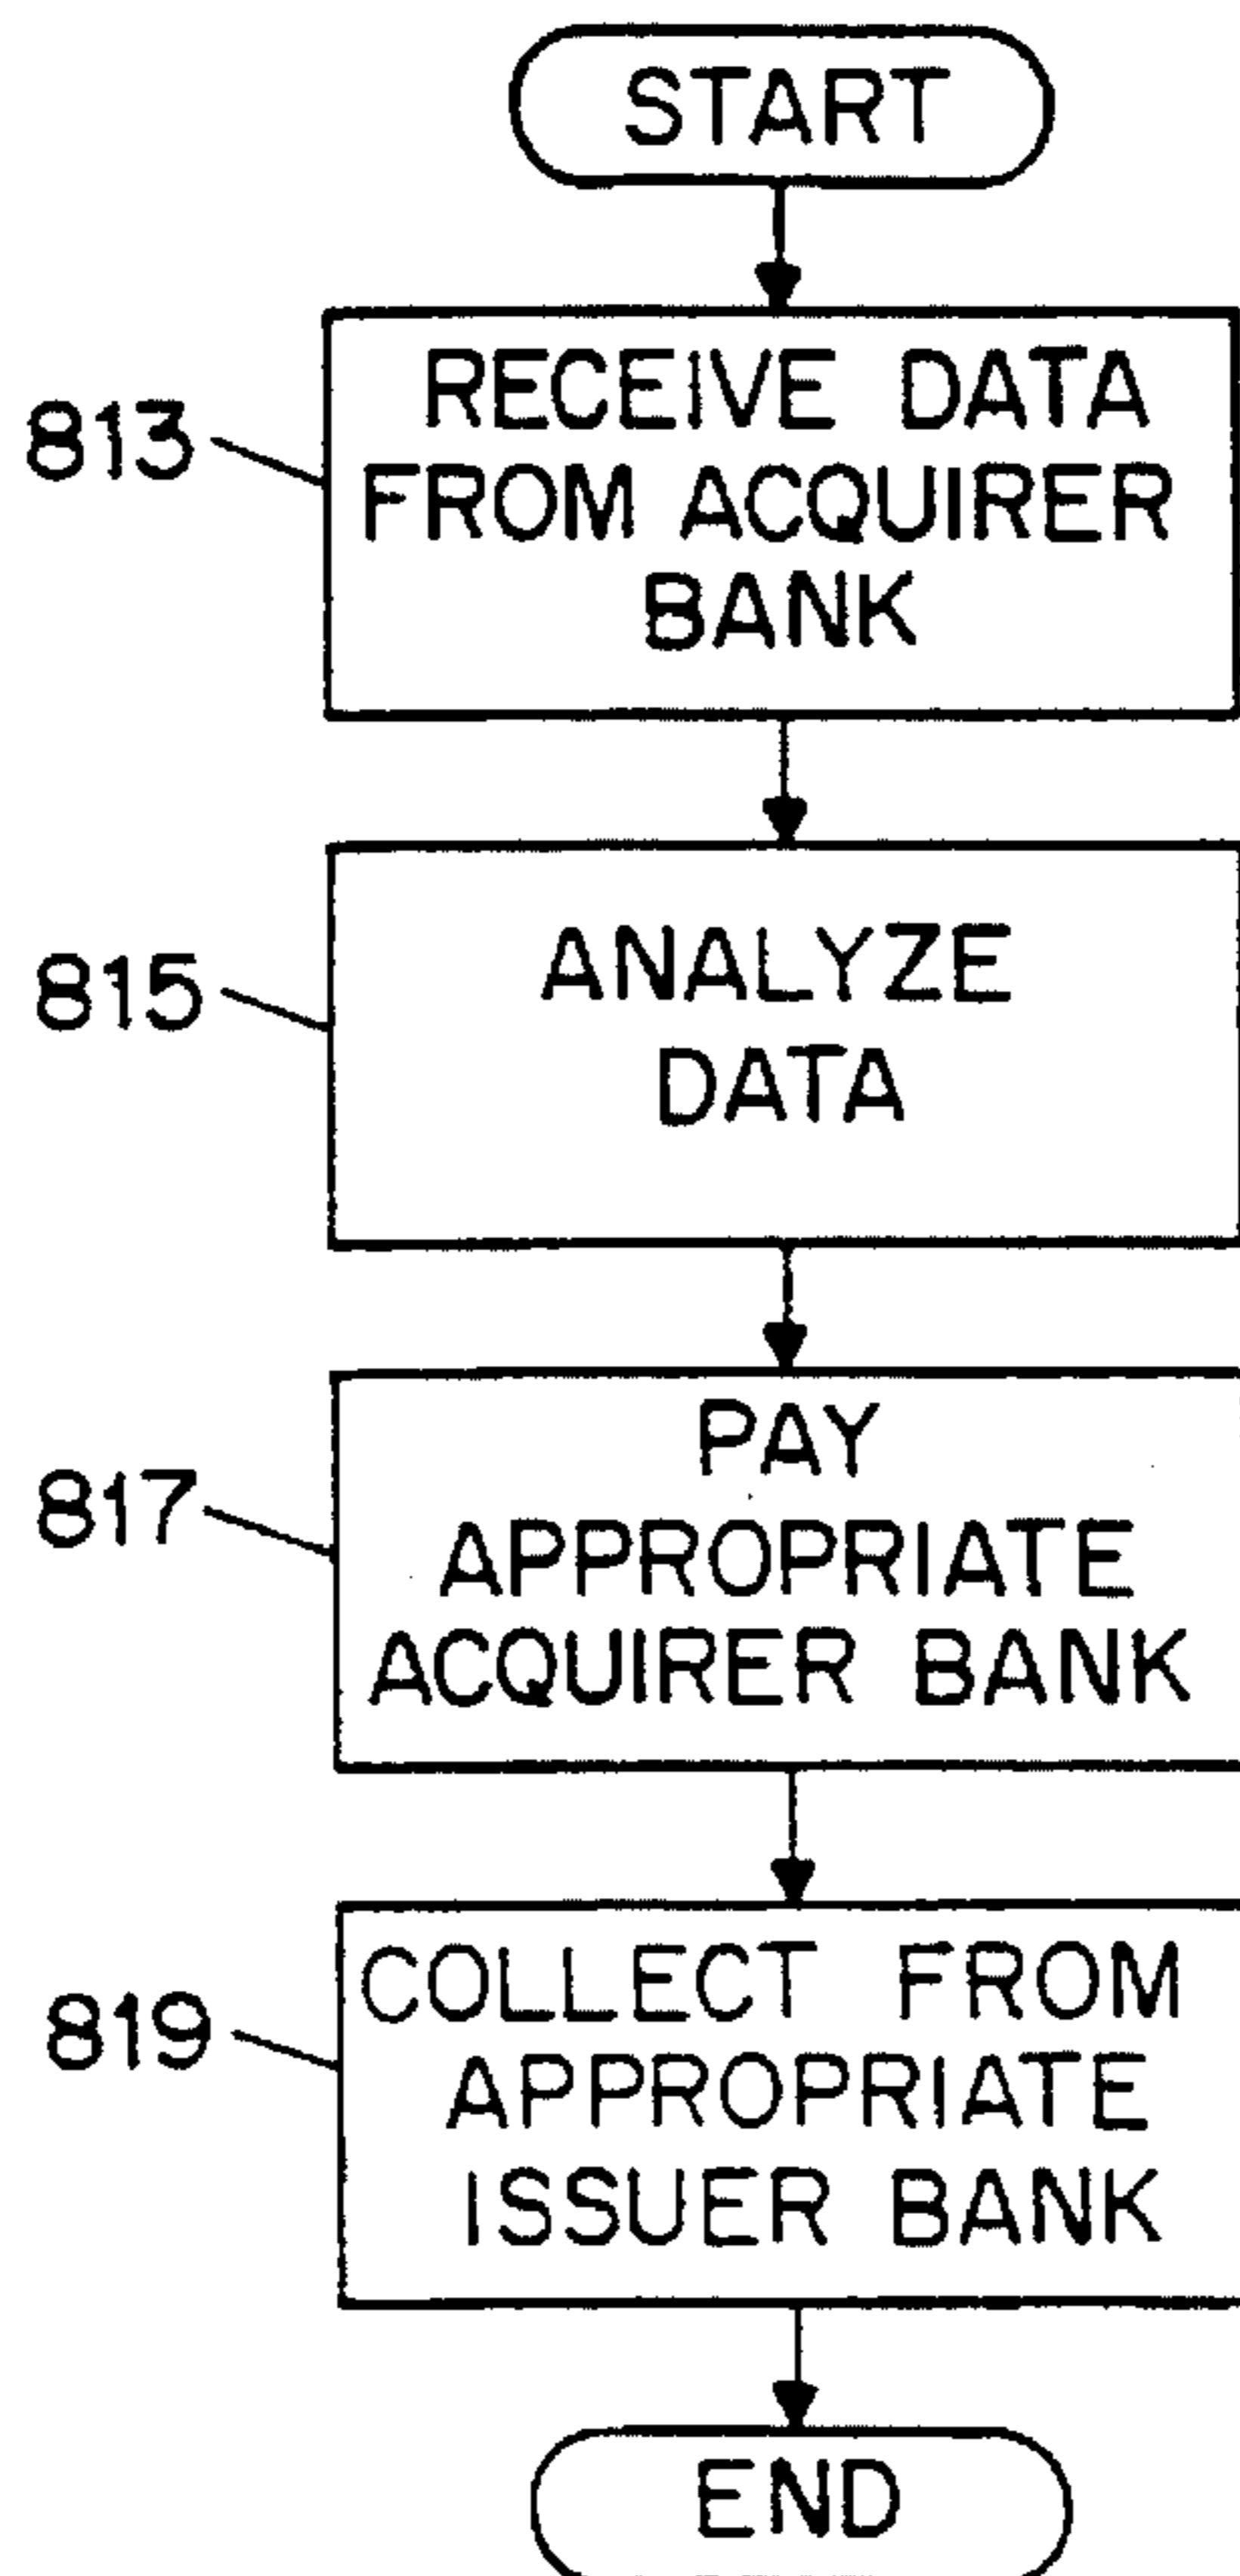 START
813
RECEIVE DATA
FROM ACQUIRER
BANK
815
ANALYZE
DATA
817
PAY
APPROPRIATE
ACQUIRER BANK
819
COLLECT FROM
APPROPRIATE
ISSUER BANK
END